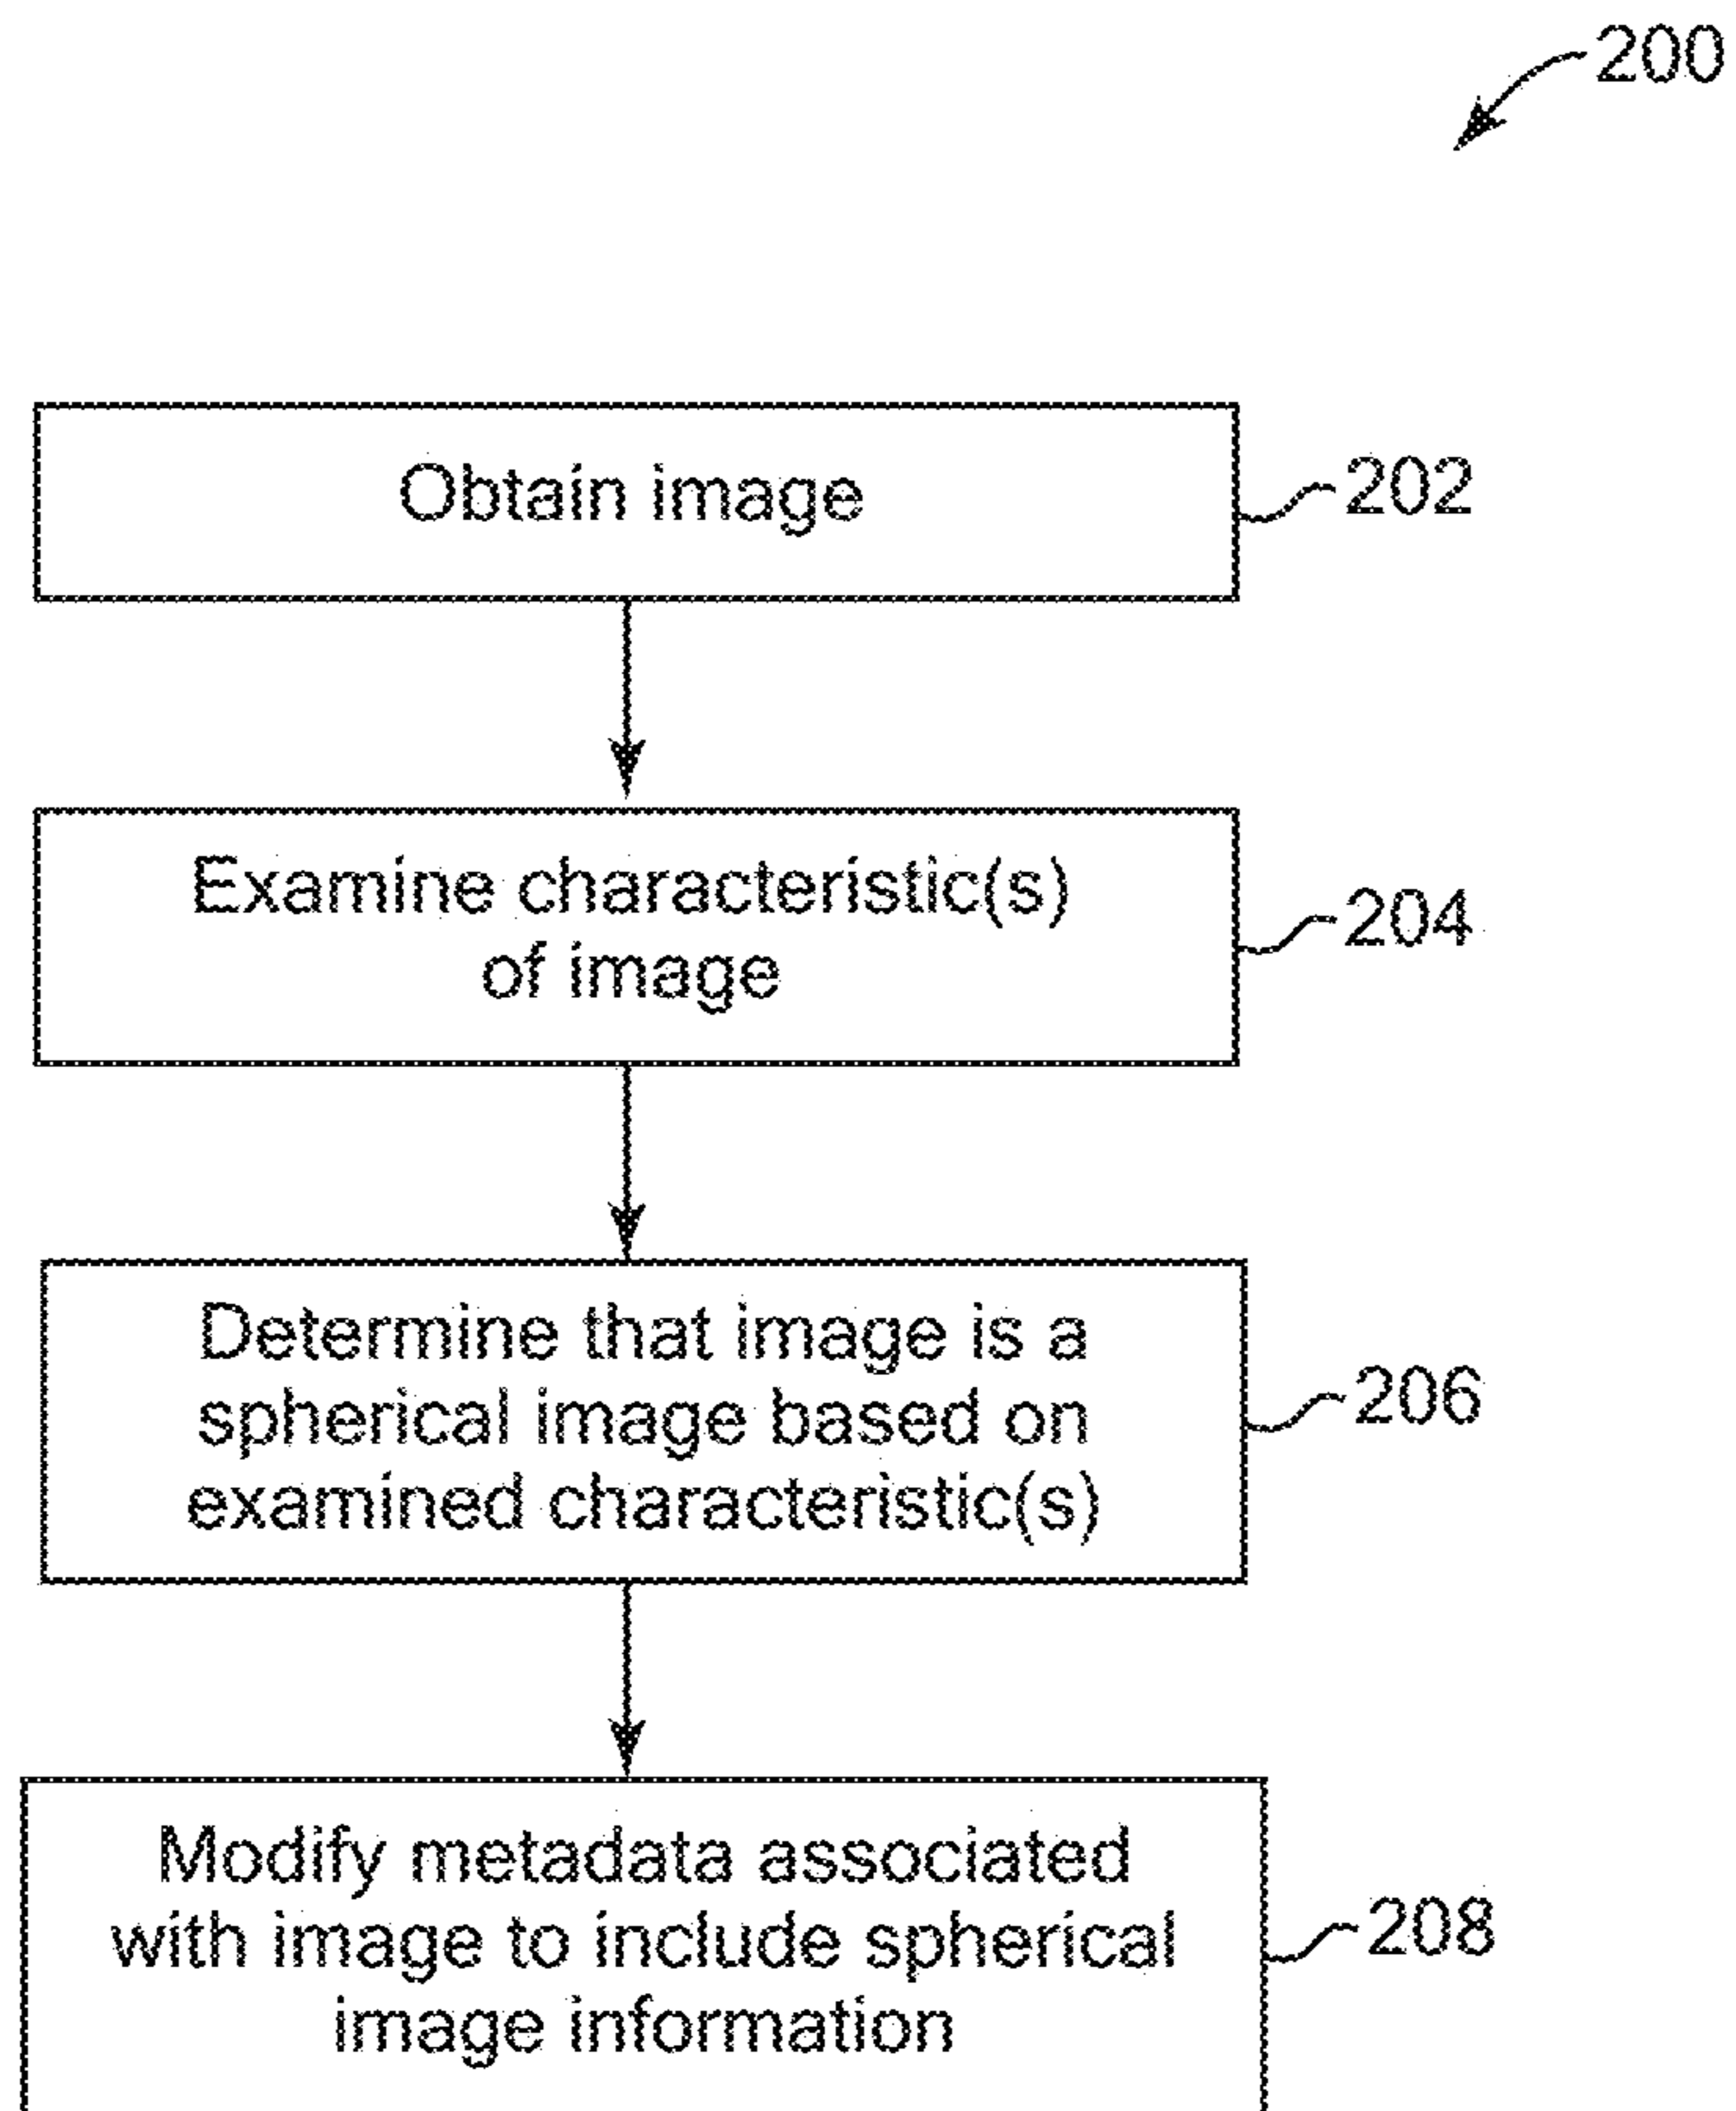 200
Obtain image
202
Examine characteristic(s)
of image
204
Determine that image is a
spherical image based on
examined characteristic(s)
206
Modify metadata associated
with image to include spherical
image information
208